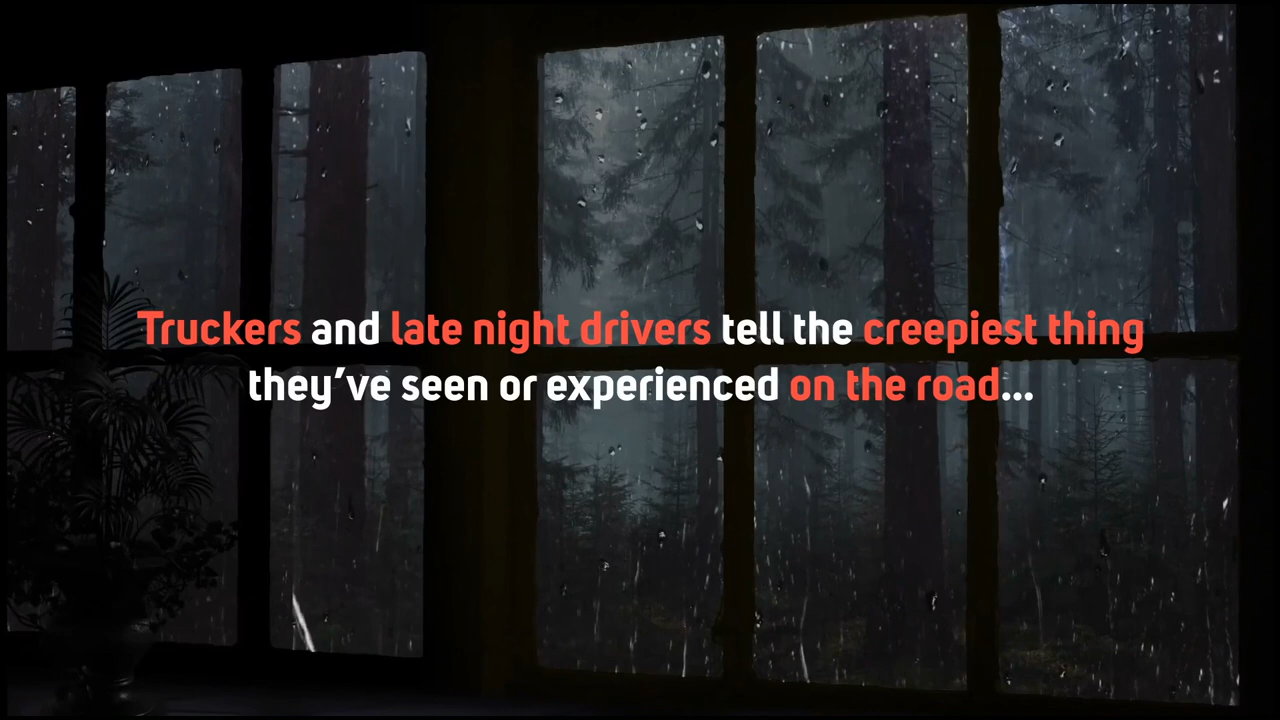 Truckers and late night drivers tell the creepiest thing
they've seen or experienced on the road...